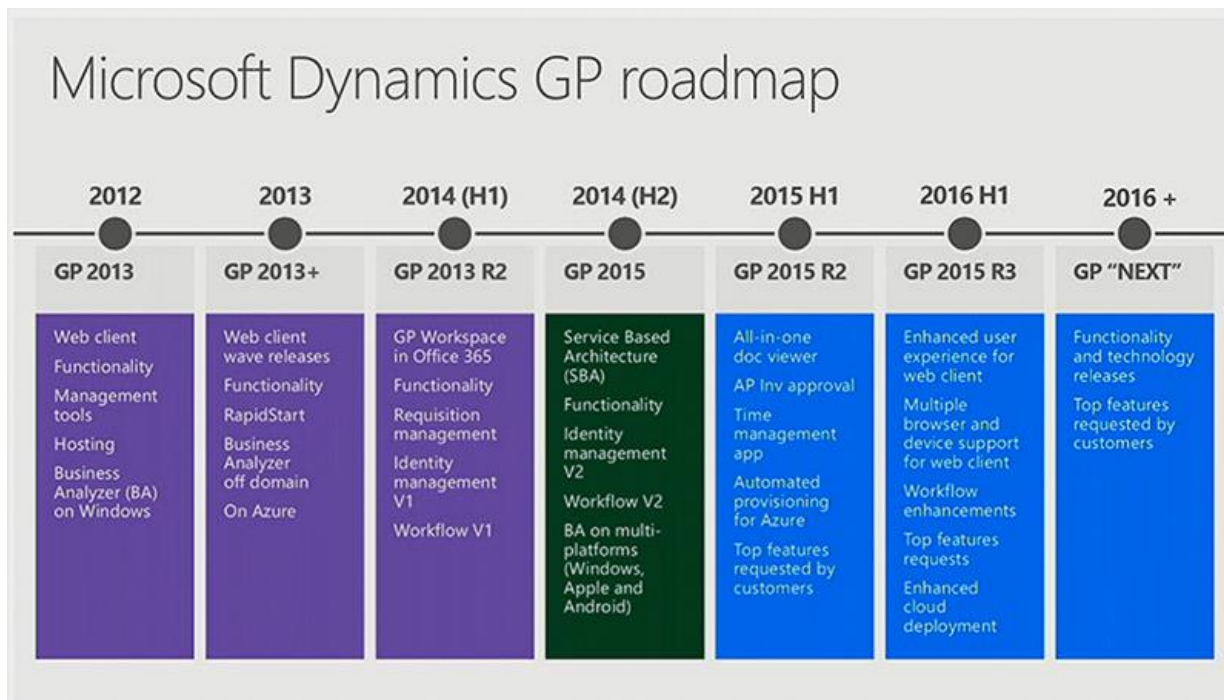 Microsoft Dynamics GP roadmap
2012
2013
2014 (H1)
2014 (H2)
2015 H1
2016 H1
2016 +
GP 2013
GP 2013+
GP 2013 R2
GP 2015
GP 2015 R2
GP 2015 R3
GP “NEXT”
Web client
Functionality
Management
tools
Hosting
Business
Analyzer (BA)
on Windows
Web client
wave releases
Functionality
RapidStart
Business
Analyzer
off domain
On Azure
GP Workspace
in Office 365
Functionality
Requisition
management
Identity
management
V1
Workflow V1
Service Based
Architecture
(SBA)
Functionality
Identity
management
V2
Workflow V2
BA on multi-
platforms
(Windows,
Apple and
Android)
All-in-one
doc viewer
AP Inv approval
Time
management
app
Automated
provisioning
for Azure
Top features
requested by
customers
Enhanced user
experience for
web client
Multiple
browser and
device support
for web client
Workflow
enhancements
Top features
requests
Enhanced
cloud
deployment
Functionality
and technology
releases
Top features
requested by
customers